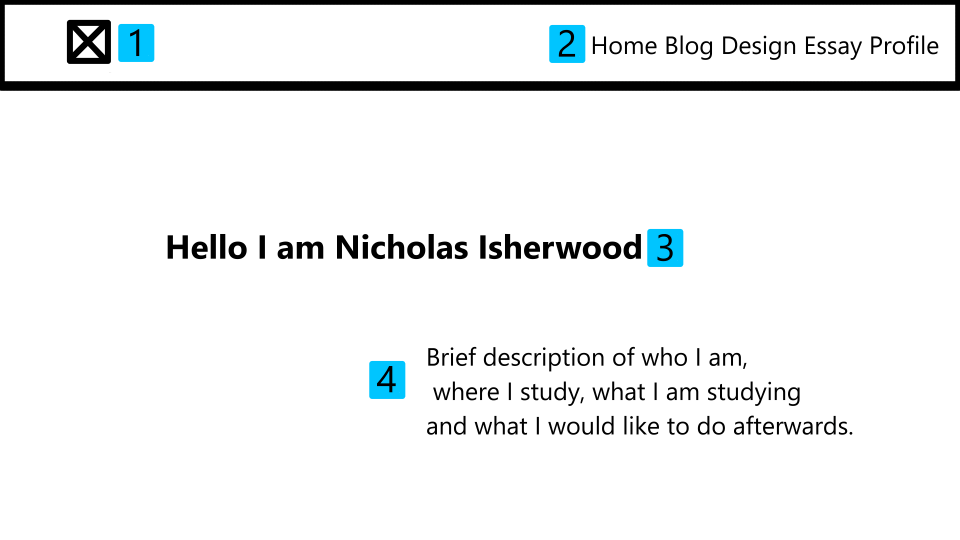 1
2 Home Blog Design Essay Profile
Hello I am Nicholas Isherwood 3
4
Brief description of who I am,
where I study, what I am studying
and what I would like to do afterwards.